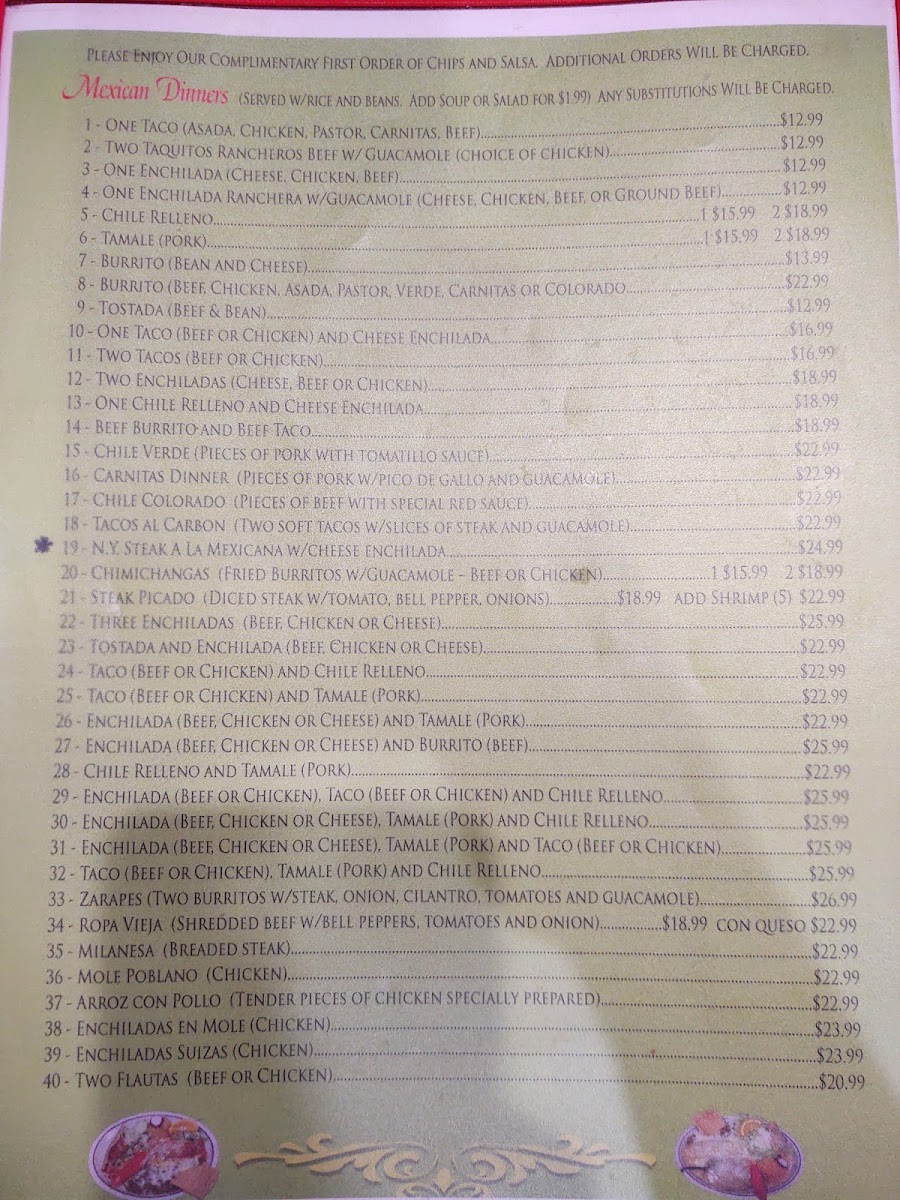 Please Enjoy Our Complimentary First Order of Chips and Salsa. Additional Orders Will Be Charged.
Mexican Dinners (Served w/rice and beans. Add Soup or Salad for $1.99) Any Substitutions Will Be Charged.
1 - One Taco (Asada, Chicken, Pastor, Carnitas, Beef)....$12.99
2 - Two Taquitos Rancheros Beef w/ Guacamole (choice of chicken)....$12.99
3 - One Enchilada (Cheese, Chicken, Beef)....$12.99
4 - One Enchilada Ranchera w/Guacamole (Cheese, Chicken, Beef, or Ground Beef)....$12.99
5 - Chile Relleno....1 $15.99 2 $18.99
6 - Tamale (pork)....1 $15.99 2 $18.99
7 - Burrito (Bean and Cheese)....$13.99
8 - Burrito (Beef, Chicken, Asada, Pastor, Verde, Carnitas or Colorado....$22.99
9 - Tostada (Beef & Bean)....$12.99
10 - One Taco (Beef or Chicken) and Cheese Enchilada....$16.99
11 - Two Tacos (Beef or Chicken)....$16.99
12 - Two Enchiladas (Cheese, Beef or Chicken)....$18.99
13 - One Chile Relleno and Cheese Enchilada....$18.99
14 - Beef Burrito and Beef Taco....$18.99
15 - Chile Verde (Pieces of pork with tomatillo sauce)....$22.99
16 - Carnitas Dinner (Pieces of pork w/pico de gallo and guacamole)....$22.99
17 - Chile Colorado (Pieces of beef with special red sauce)....$22.99
18 - Tacos al Carbon (Two soft tacos w/slices of steak and guacamole)....$22.99
19 - N.Y. Steak A La Mexicana w/cheese enchilada....$24.99
20 - Chimichangas (Fried Burritos w/Guacamole - Beef or Chicken)....1 $15.99 2 $18.99
21 - Steak Picado (Diced steak w/tomato, bell pepper, onions)....$18.99 add Shrimp (5) $22.99
22 - Three Enchiladas (Beef, Chicken or Cheese)....$25.99
23 - Tostada and Enchilada (Beef, Chicken or Cheese)....$22.99
24 - Taco (Beef or Chicken) and Chile Relleno....$22.99
25 - Taco (Beef or Chicken) and Tamale (Pork)....$22.99
26 - Enchilada (Beef, Chicken or Cheese) and Tamale (Pork)....$22.99
27 - Enchilada (Beef, Chicken or Cheese) and Burrito (beef)....$25.99
28 - Chile Relleno and Tamale (Pork)....$22.99
29 - Enchilada (Beef or Chicken), Taco (Beef or Chicken) and Chile Relleno....$25.99
30 - Enchilada (Beef, Chicken or Cheese), Tamale (Pork) and Chile Relleno....$25.99
31 - Enchilada (Beef, Chicken or Cheese), Tamale (Pork) and Taco (Beef or Chicken)....$25.99
32 - Taco (Beef or Chicken), Tamale (Pork) and Chile Relleno....$25.99
33 - Zarapes (Two burritos w/steak, onion, cilantro, tomatoes and guacamole)....$26.99
34 - Ropa Vieja (Shredded beef w/bell peppers, tomatoes and onion)....$18.99 con queso $22.99
35 - Milanesa (Breaded steak)....$22.99
36 - Mole Poblano (Chicken)....$22.99
37 - Arroz con Pollo (Tender pieces of chicken specially prepared)....$22.99
38 - Enchiladas en Mole (Chicken)....$23.99
39 - Enchiladas Suizas (Chicken)....$23.99
40 - Two Flautas (Beef or Chicken)....$20.99